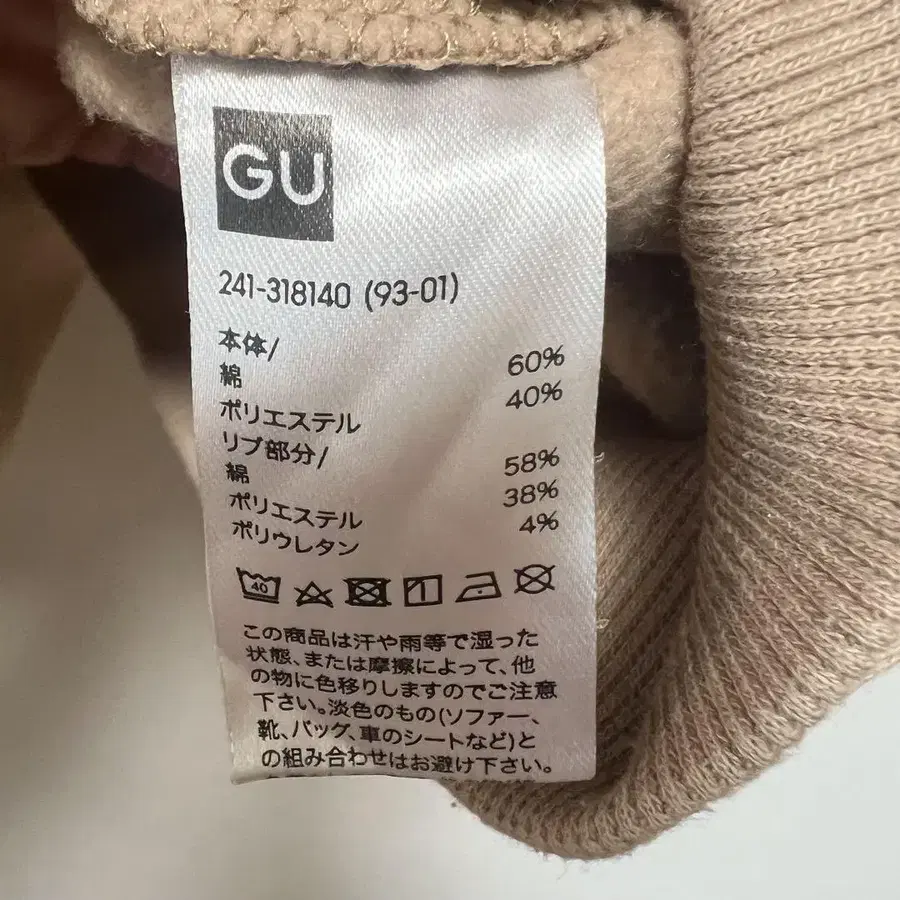 GU
241-318140 (93-01)
本体/
綿 60%
ポリエステル 40%
リブ部分/
綿 58%
ポリエステル 38%
ポリウレタン 4%
40
この商品は汗や雨等で湿った
状態、または摩擦によって、他
の物に色移りしますのでご注意
下さい。淡色のもの(ソファー、
靴、バッグ、車のシートなど)と
の組み合わせはお避け下さい。